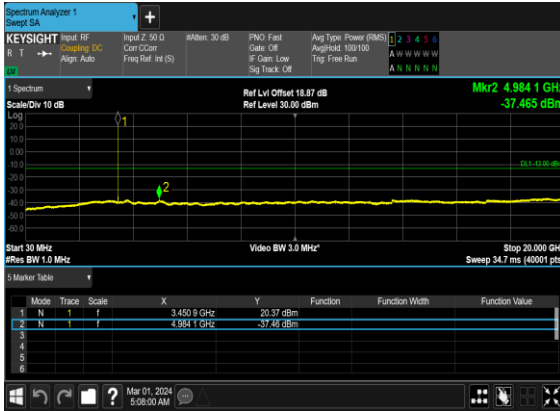 Spectrum Analyzer 1
Swept SA
+
KEYSIGHT
R T
Input: RF
Coupling: DC
Align: Auto
Input Z: 50 Ω
Corr CCorr
Freq Ref: Int (S)
#Atten: 30 dB
PNO: Fast
Gate: Off
IF Gain: Low
Sig Track: Off
Avg Type: Power (RMS)
Avg|Hold: 100/100
Trig: Free Run
1 2 3 4 5 6
A W W W W W
A N N N N N
1 Spectrum
Scale/Div 10 dB
Log
Ref Lvl Offset 18.87 dB
Ref Level 30.00 dBm
Mkr2 4.984 1 GHz
-37.465 dBm
20.0
10.0
0.00
-10.0
-20.0
-30.0
-40.0
-50.0
-60.0
1
2
DL1 -13.00 dBm
Start 30 MHz
#Res BW 1.0 MHz
Video BW 3.0 MHz*
Stop 20.000 GH
Sweep 34.7 ms (40001 pts
5 Marker Table
Mode Trace Scale X Y Function Function Width Function Value
1 N 1 f 3.450 9 GHz 20.37 dBm
2 N 1 f 4.984 1 GHz -37.46 dBm
3
4
5
6
?
Mar 01, 2024
5:08:00 AM